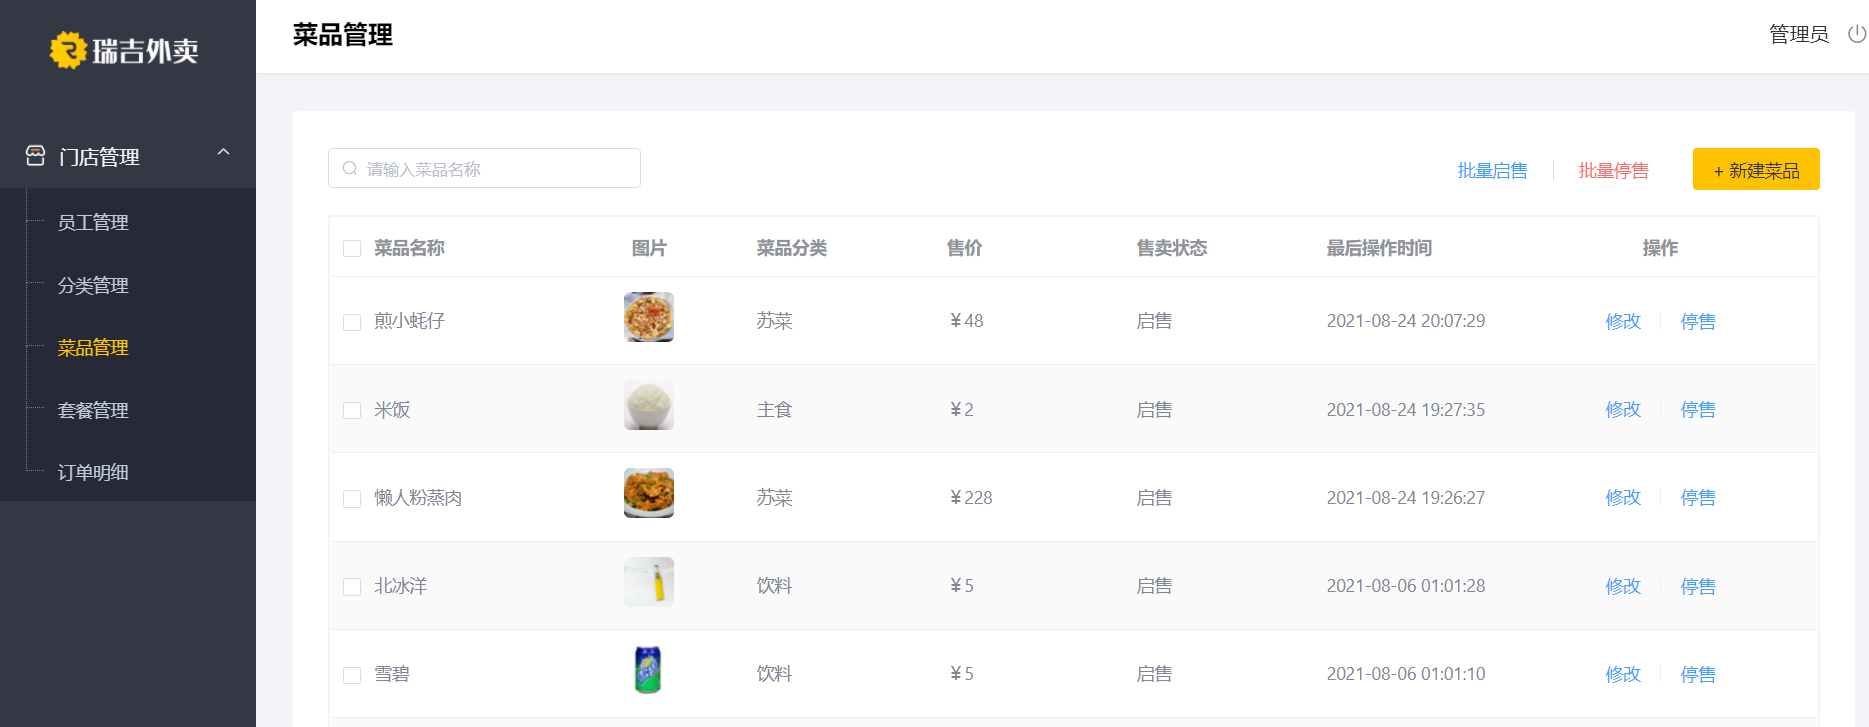 瑞吉外卖
菜品管理
管理员
门店管理
员工管理
分类管理
菜品管理
套餐管理
订单明细
请输入菜品名称
批量启售 批量停售 + 新建菜品
菜品名称 图片 菜品分类 售价 售卖状态 最后操作时间 操作
煎小蚝仔 苏菜 ¥48 启售 2021-08-24 20:07:29 修改 停售
米饭 主食 ¥2 启售 2021-08-24 19:27:35 修改 停售
懒人粉蒸肉 苏菜 ¥228 启售 2021-08-24 19:26:27 修改 停售
北冰洋 饮料 ¥5 启售 2021-08-06 01:01:28 修改 停售
雪碧 饮料 ¥5 启售 2021-08-06 01:01:10 修改 停售